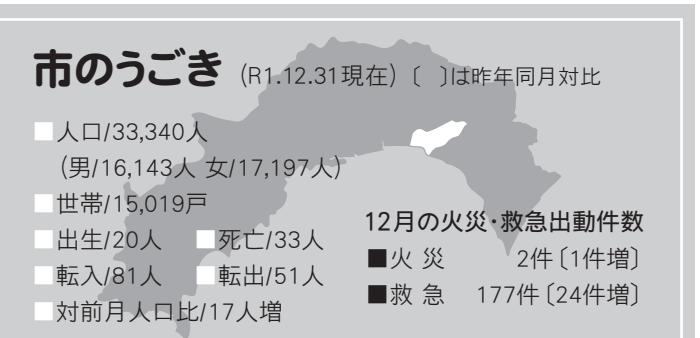 市のうごき (R1.12.31現在) 〔 〕は昨年同月対比
■人口/33,340人
(男/16,143人 女/17,197人)
■世帯/15,019戸
■出生/20人 ■死亡/33人
■転入/81人 ■転出/51人
■対前月人口比/17人増
12月の火災・救急出動件数
■火 災 2件〔1件増〕
■救 急 177件〔24件増〕